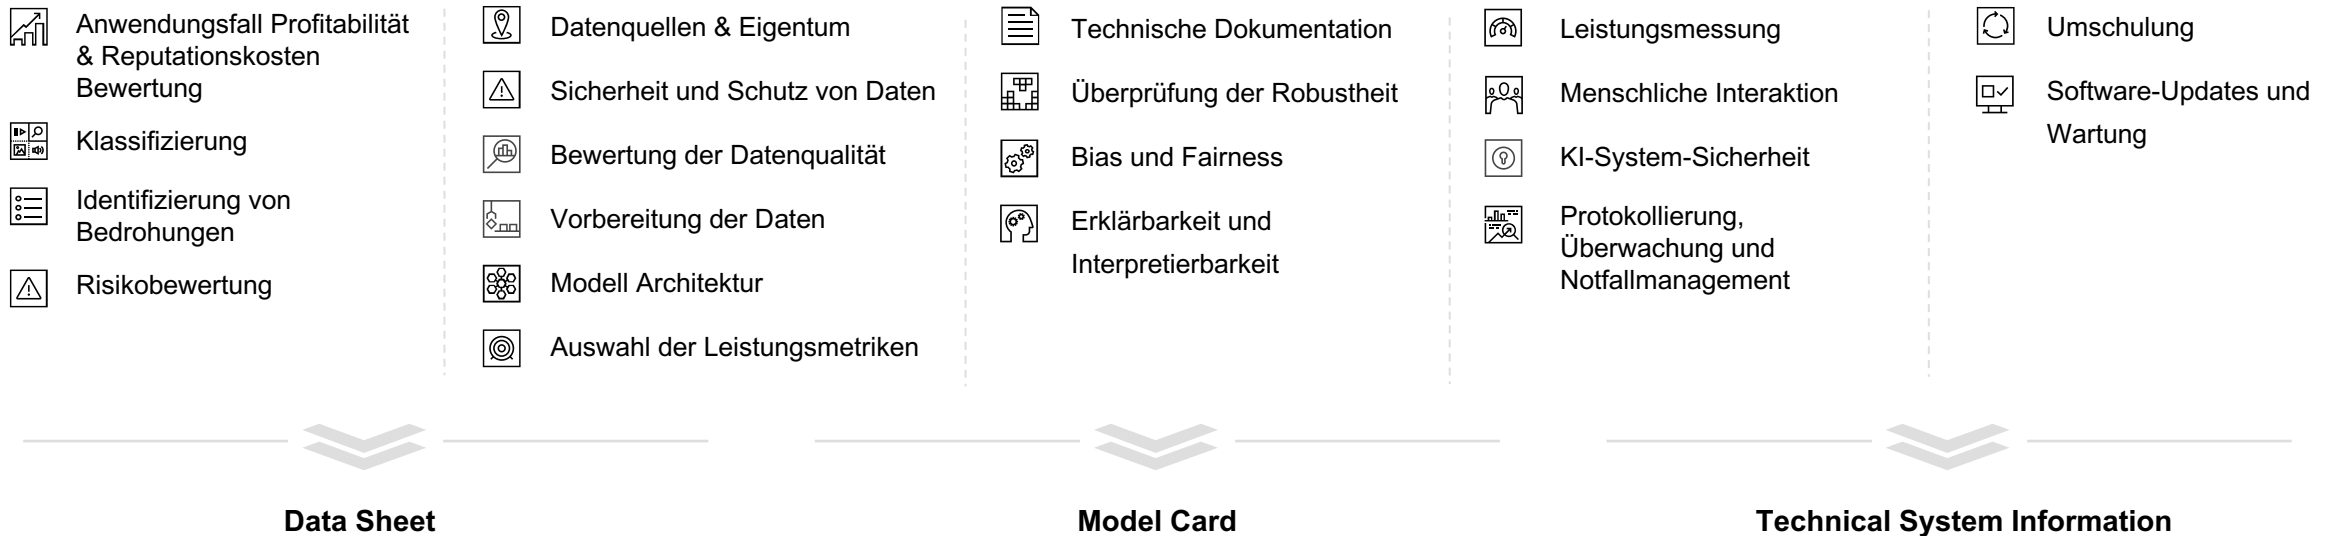 Anwendungsfall Profitabilität
& Reputationskosten
Bewertung
Klassifizierung
Identifizierung von
Bedrohungen
Risikobewertung
Datenquellen & Eigentum
Sicherheit und Schutz von Daten
Bewertung der Datenqualität
Vorbereitung der Daten
Modell Architektur
Auswahl der Leistungsmetriken
Technische Dokumentation
Überprüfung der Robustheit
Bias und Fairness
Erklärbarkeit und
Interpretierbarkeit
Leistungsmessung
Menschliche Interaktion
KI-System-Sicherheit
Protokollierung,
Überwachung und
Notfallmanagement
Umschulung
Software-Updates und
Wartung
Data Sheet
Model Card
Technical System Information